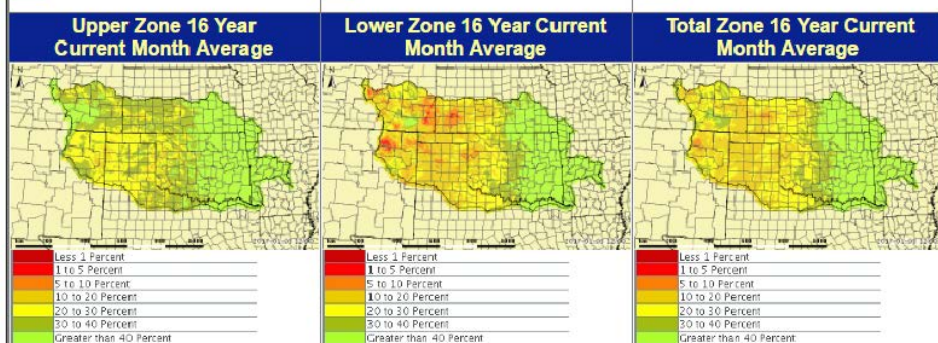 Upper Zone 16 Year
Current Month Average
Less 1 Percent
1 to 5 Percent
5 to 10 Percent
10 to 20 Percent
20 to 30 Percent
30 to 40 Percent
Greater than 40 Percent
Lower Zone 16 Year Current
Month Average
Less 1 Percent
1 to 5 Percent
5 to 10 Percent
10 to 20 Percent
20 to 30 Percent
30 to 40 Percent
Greater than 40 Percent
Total Zone 16 Year Current
Month Average
Less 1 Percent
1 to 5 Percent
5 to 10 Percent
10 to 20 Percent
20 to 30 Percent
30 to 40 Percent
Greater than 40 Percent